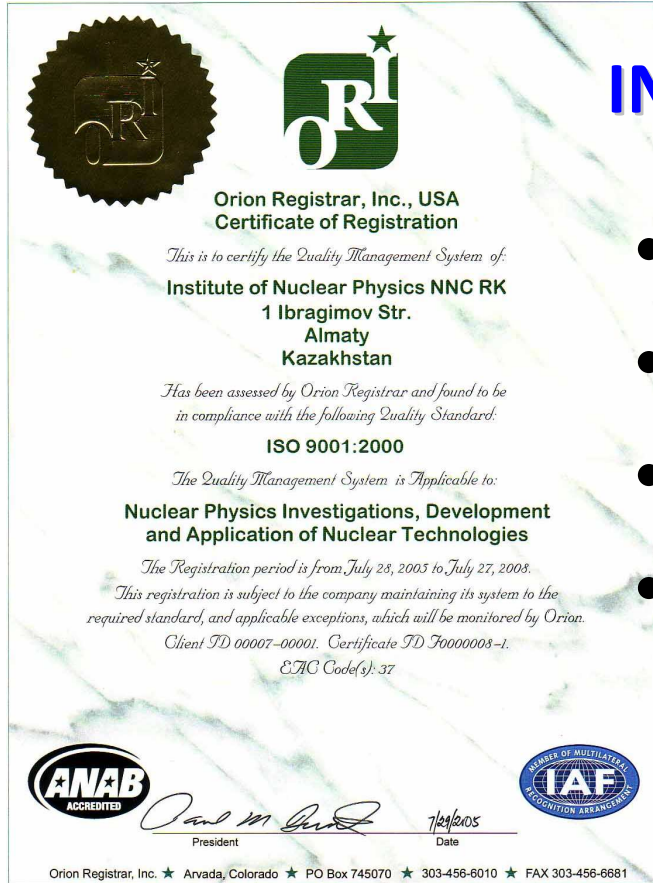 ORI
ORI
IN
Orion Registrar, Inc., USA
Certificate of Registration
This is to certify the Quality Management System of:
Institute of Nuclear Physics NNC RK
1 Ibragimov Str.
Almaty
Kazakhstan
Has been assessed by Orion Registrar and found to be
in compliance with the following Quality Standard:
ISO 9001:2000
The Quality Management System is Applicable to:
Nuclear Physics Investigations, Development
and Application of Nuclear Technologies
The Registration period is from July 28, 2005 to July 27, 2008.
This registration is subject to the company maintaining its system to the
required standard, and applicable exceptions, which will be monitored by Orion.
Client ID 00007-00001. Certificate ID F0000008-1.
EAC Code(s): 37
ANAB
ACCREDITED
MEMBER OF MULTILATERAL
IAF
RECOGNITION ARRANGEMENT
7/29/2005
President
Date
Orion Registrar, Inc. ★ Arvada, Colorado ★ PO Box 745070 ★ 303-456-6010 ★ FAX 303-456-6681